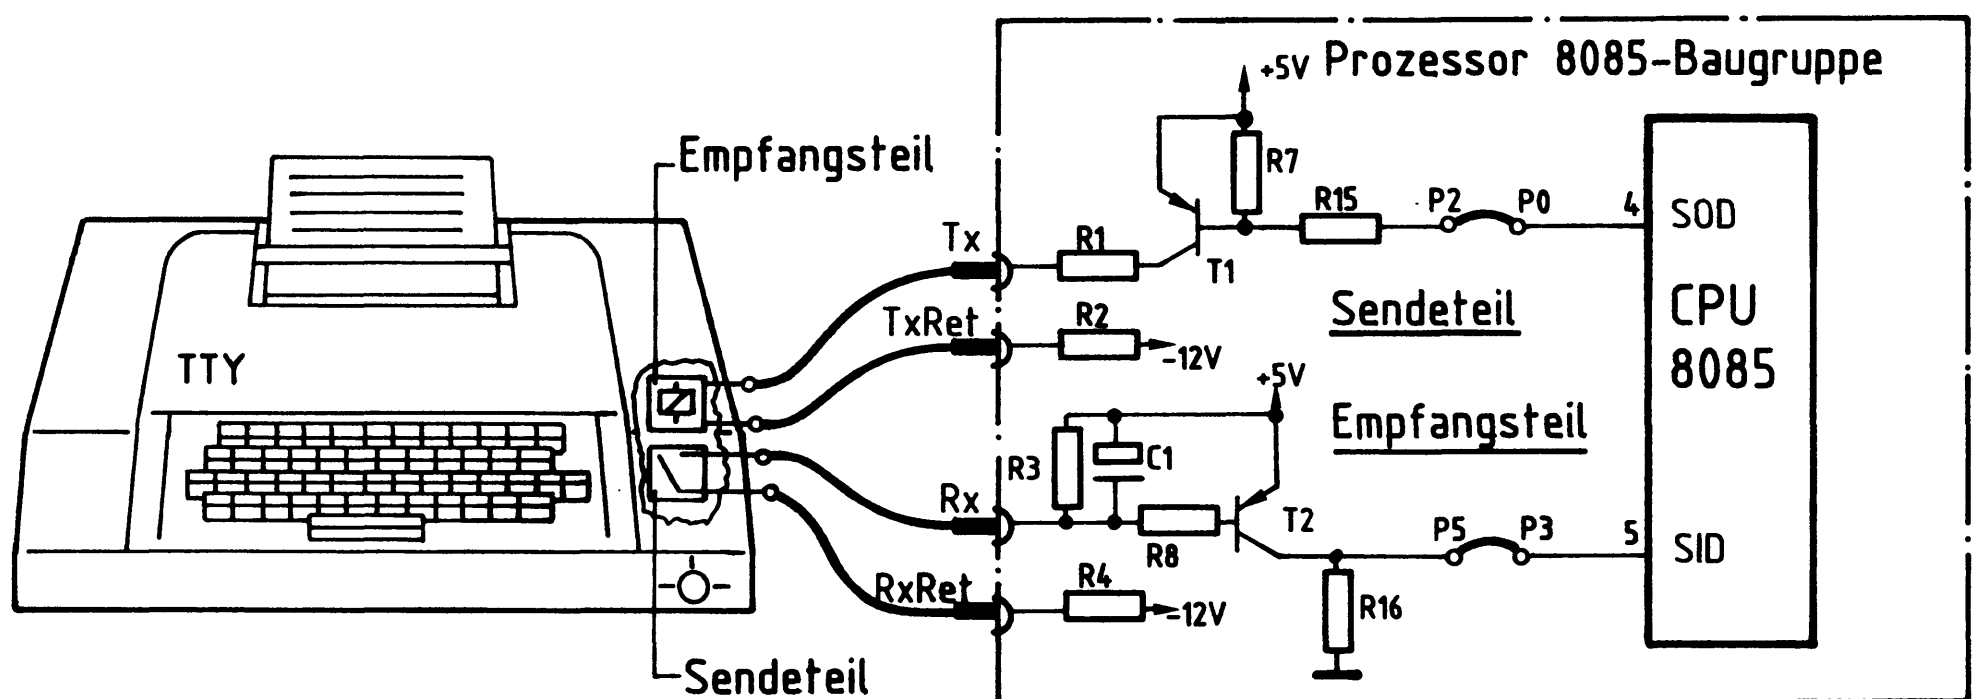 Prozessor 8085-Baugruppe
+5V
Empfangsteil
R7
R15
P2
P0
4
SOD
Tx
R1
T1
TxRet
R2
-12V
Sendeteil
CPU
8085
TTY
+5V
Empfangsteil
R3
C1
Rx
T2
P5
P3
5
SID
R8
RxRet
R4
-12V
R16
Sendeteil